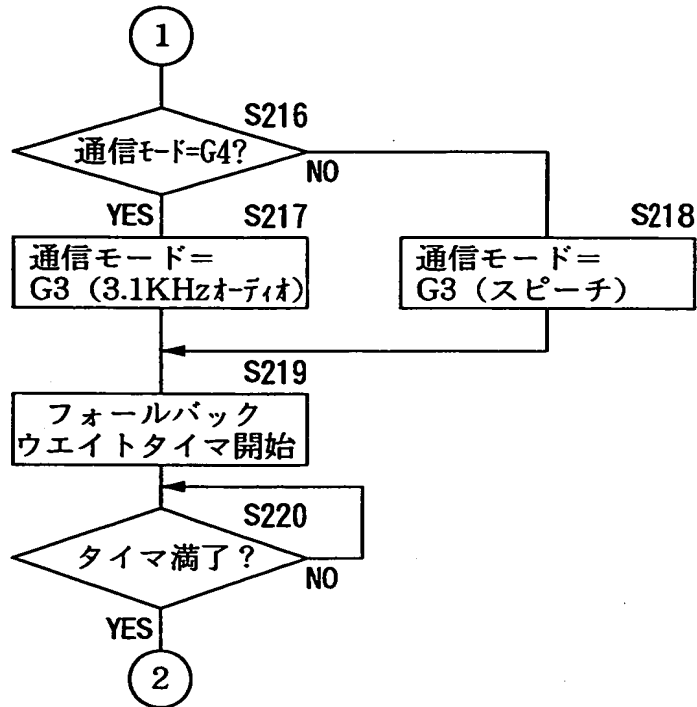 1
S216
通信モード=G4?
NO
YES
S217
S218
通信モード=
G3（3.1KHzオーディオ）
通信モード=
G3（スピーチ）
S219
フォールバック
ウエイトタイマ開始
S220
タイマ満了？
NO
YES
2